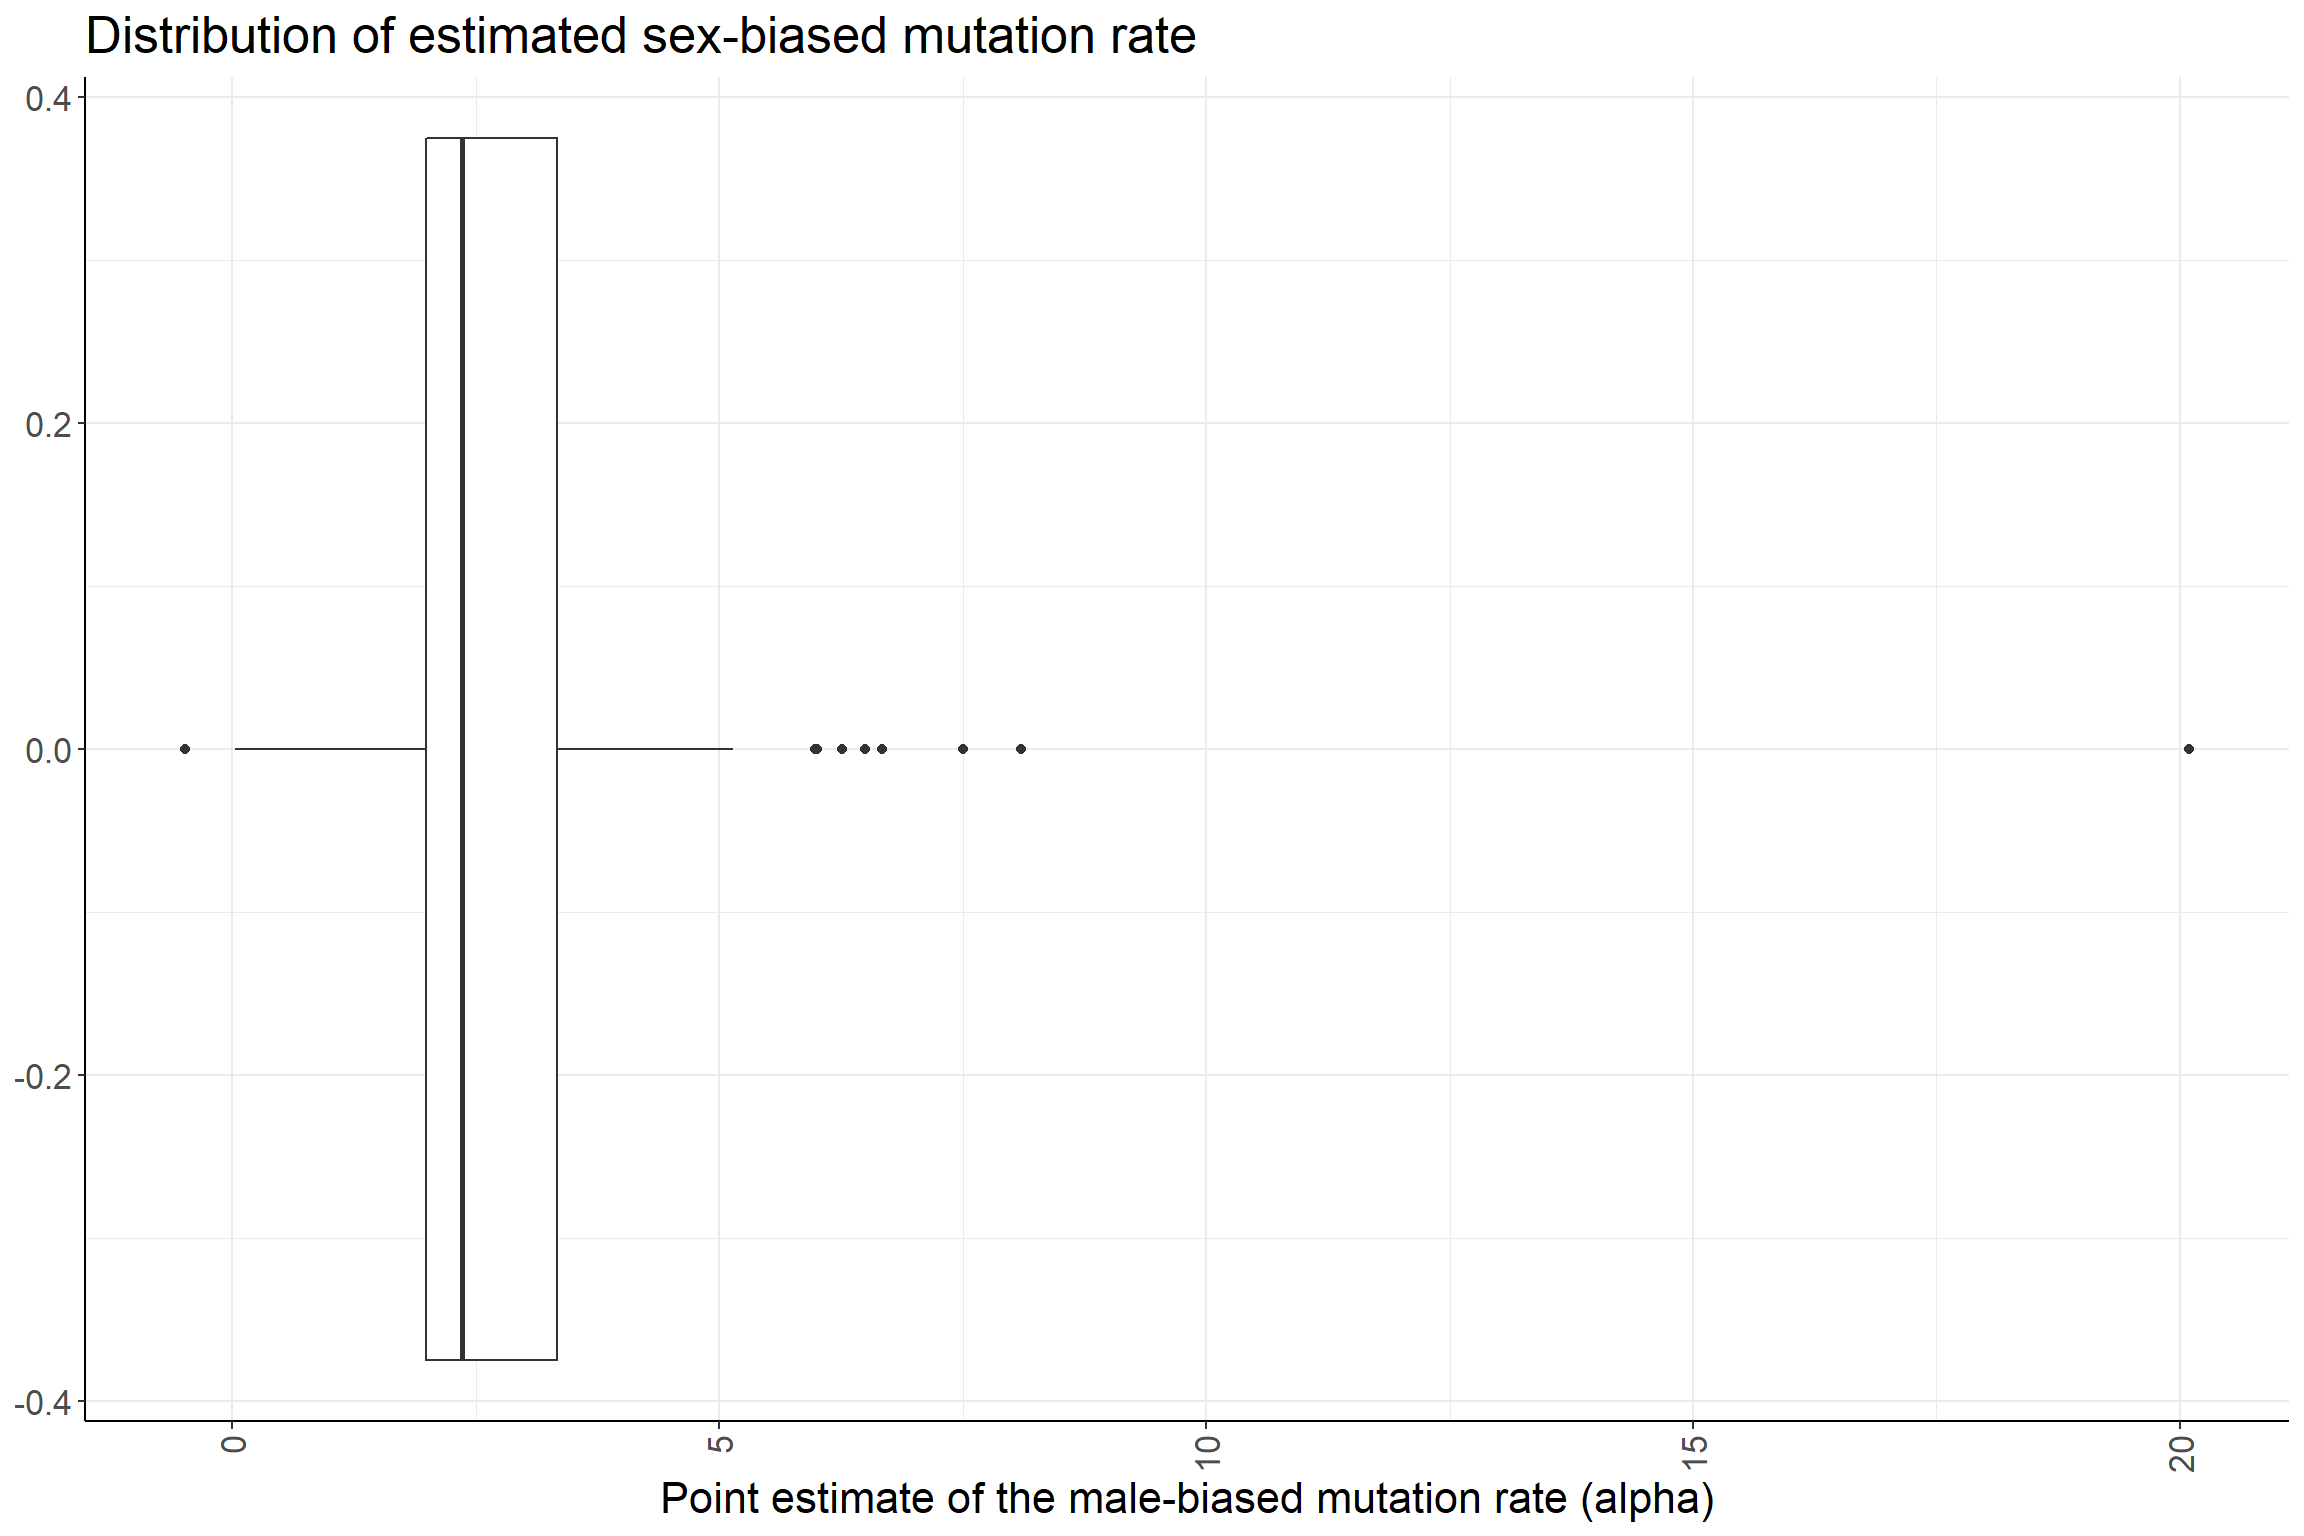 Distribution of estimated sex-biased mutation rate
0.4
0.2
0.0
-0.2
-0.4
0 5 10 15 20
Point estimate of the male-biased mutation rate (alpha)